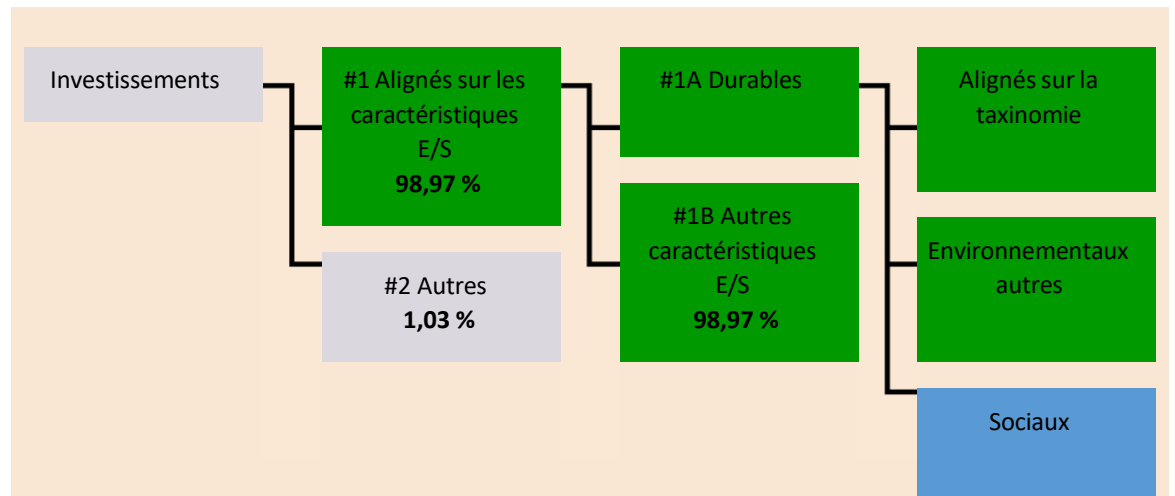 Investissements
#1 Alignés sur les
caractéristiques
E/S
98,97 %
#2 Autres
1,03 %
#1A Durables
#1B Autres
caractéristiques
E/S
98,97 %
Alignés sur la
taxinomie
Environnementaux
autres
Sociaux